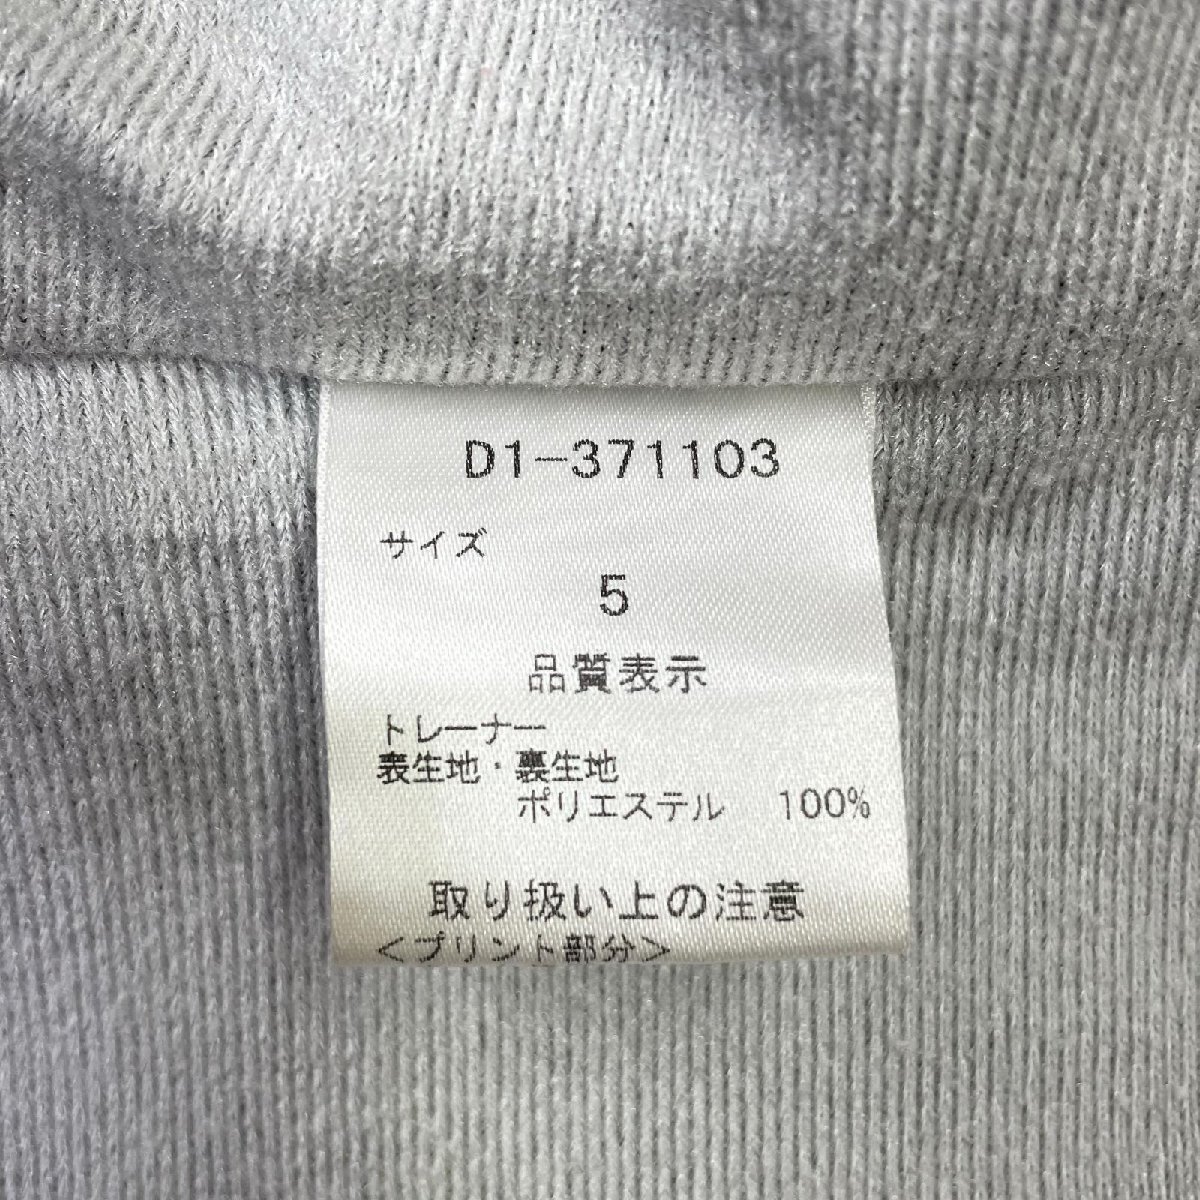 D1-371103
サイズ
5
品質表示
トレーナー
表生地・裏生地
ポリエステル 100%
取り扱い上の注意
<プリント部分>